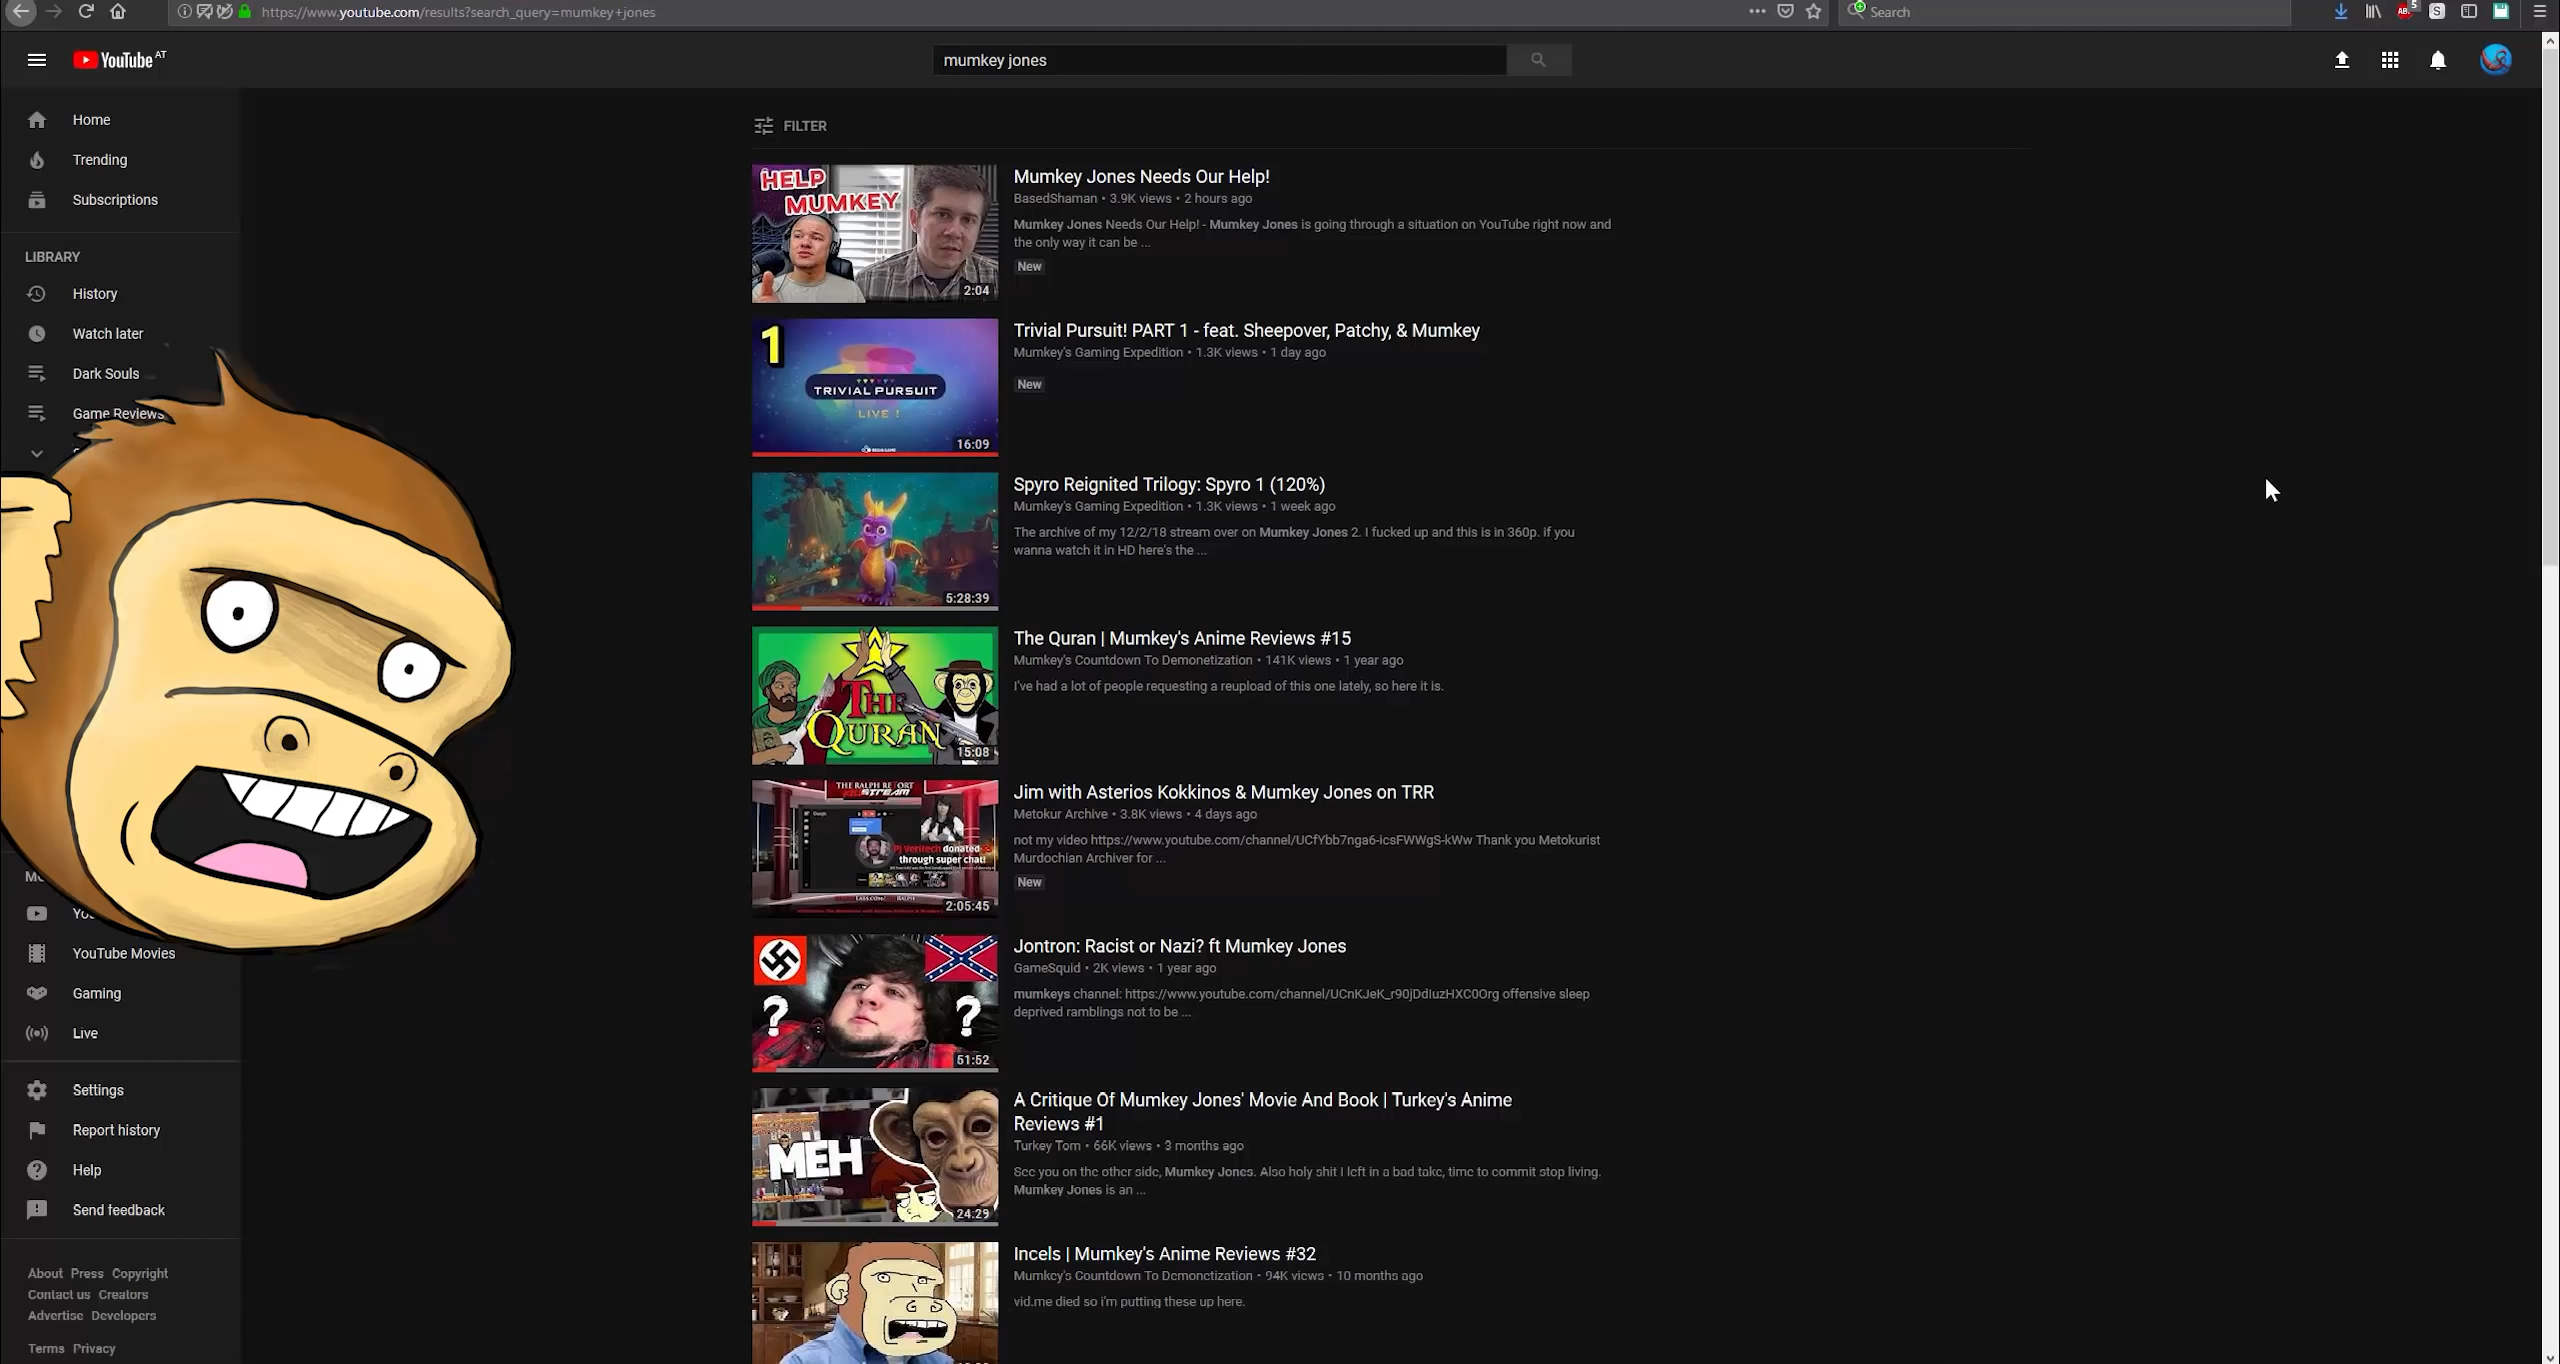 https://www.youtube.com/results?search_query=mumkey+jones
Search
5
ABP
S
YouTube AT
mumkey jones
Home
Trending
Subscriptions
LIBRARY
History
Watch later
Dark Souls
Game Reviews
YouTube Movies
Gaming
Live
Settings
Report history
Help
Send feedback
About Press Copyright
Contact us Creators
Advertise Developers
Terms Privacy
FILTER
HELP
MUMKEY
2:04
Mumkey Jones Needs Our Help!
BasedShaman • 3.9K views • 2 hours ago
Mumkey Jones Needs Our Help! - Mumkey Jones is going through a situation on YouTube right now and
the only way it can be ...
New
1
TRIVIAL PURSUIT
LIVE !
16:09
Trivial Pursuit! PART 1 - feat. Sheepover, Patchy, & Mumkey
Mumkey's Gaming Expedition • 1.3K views • 1 day ago
New
5:28:39
Spyro Reignited Trilogy: Spyro 1 (120%)
Mumkey's Gaming Expedition • 1.3K views • 1 week ago
The archive of my 12/2/18 stream over on Mumkey Jones 2. I fucked up and this is in 360p. if you
wanna watch it in HD here's the ...
THE
QURAN
15:08
The Quran | Mumkey's Anime Reviews #15
Mumkey's Countdown To Demonetization • 141K views • 1 year ago
I've had a lot of people requesting a reupload of this one lately, so here it is.
THE RALPH RETORT
KILLSTREAM
PJ Veritech donated
through super chat!
2:05:45
Jim with Asterios Kokkinos & Mumkey Jones on TRR
Metokur Archive • 3.8K views • 4 days ago
not my video https://www.youtube.com/channel/UCfYbb7nga6-icsFWWgS-kWw Thank you Metokurist
Murdochian Archiver for ...
New
? ?
51:52
Jontron: Racist or Nazi? ft Mumkey Jones
GameSquid • 2K views • 1 year ago
mumkeys channel: https://www.youtube.com/channel/UCnKJeK_r90jDdIuzHXC0Org offensive sleep
deprived ramblings not to be ...
MEH
24:29
A Critique Of Mumkey Jones' Movie And Book | Turkey's Anime
Reviews #1
Turkey Tom • 66K views • 3 months ago
See you on the other side, Mumkey Jones. Also holy shit I left in a bad take, time to commit stop living.
Mumkey Jones is an ...
Incels | Mumkey's Anime Reviews #32
Mumkey's Countdown To Demonetization • 94K views • 10 months ago
vid.me died so i'm putting these up here.